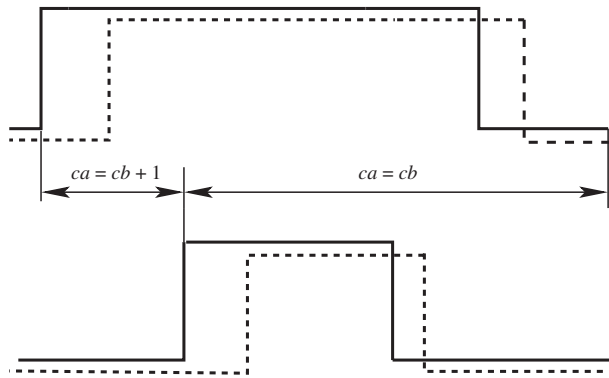 ca = cb + 1
ca = cb